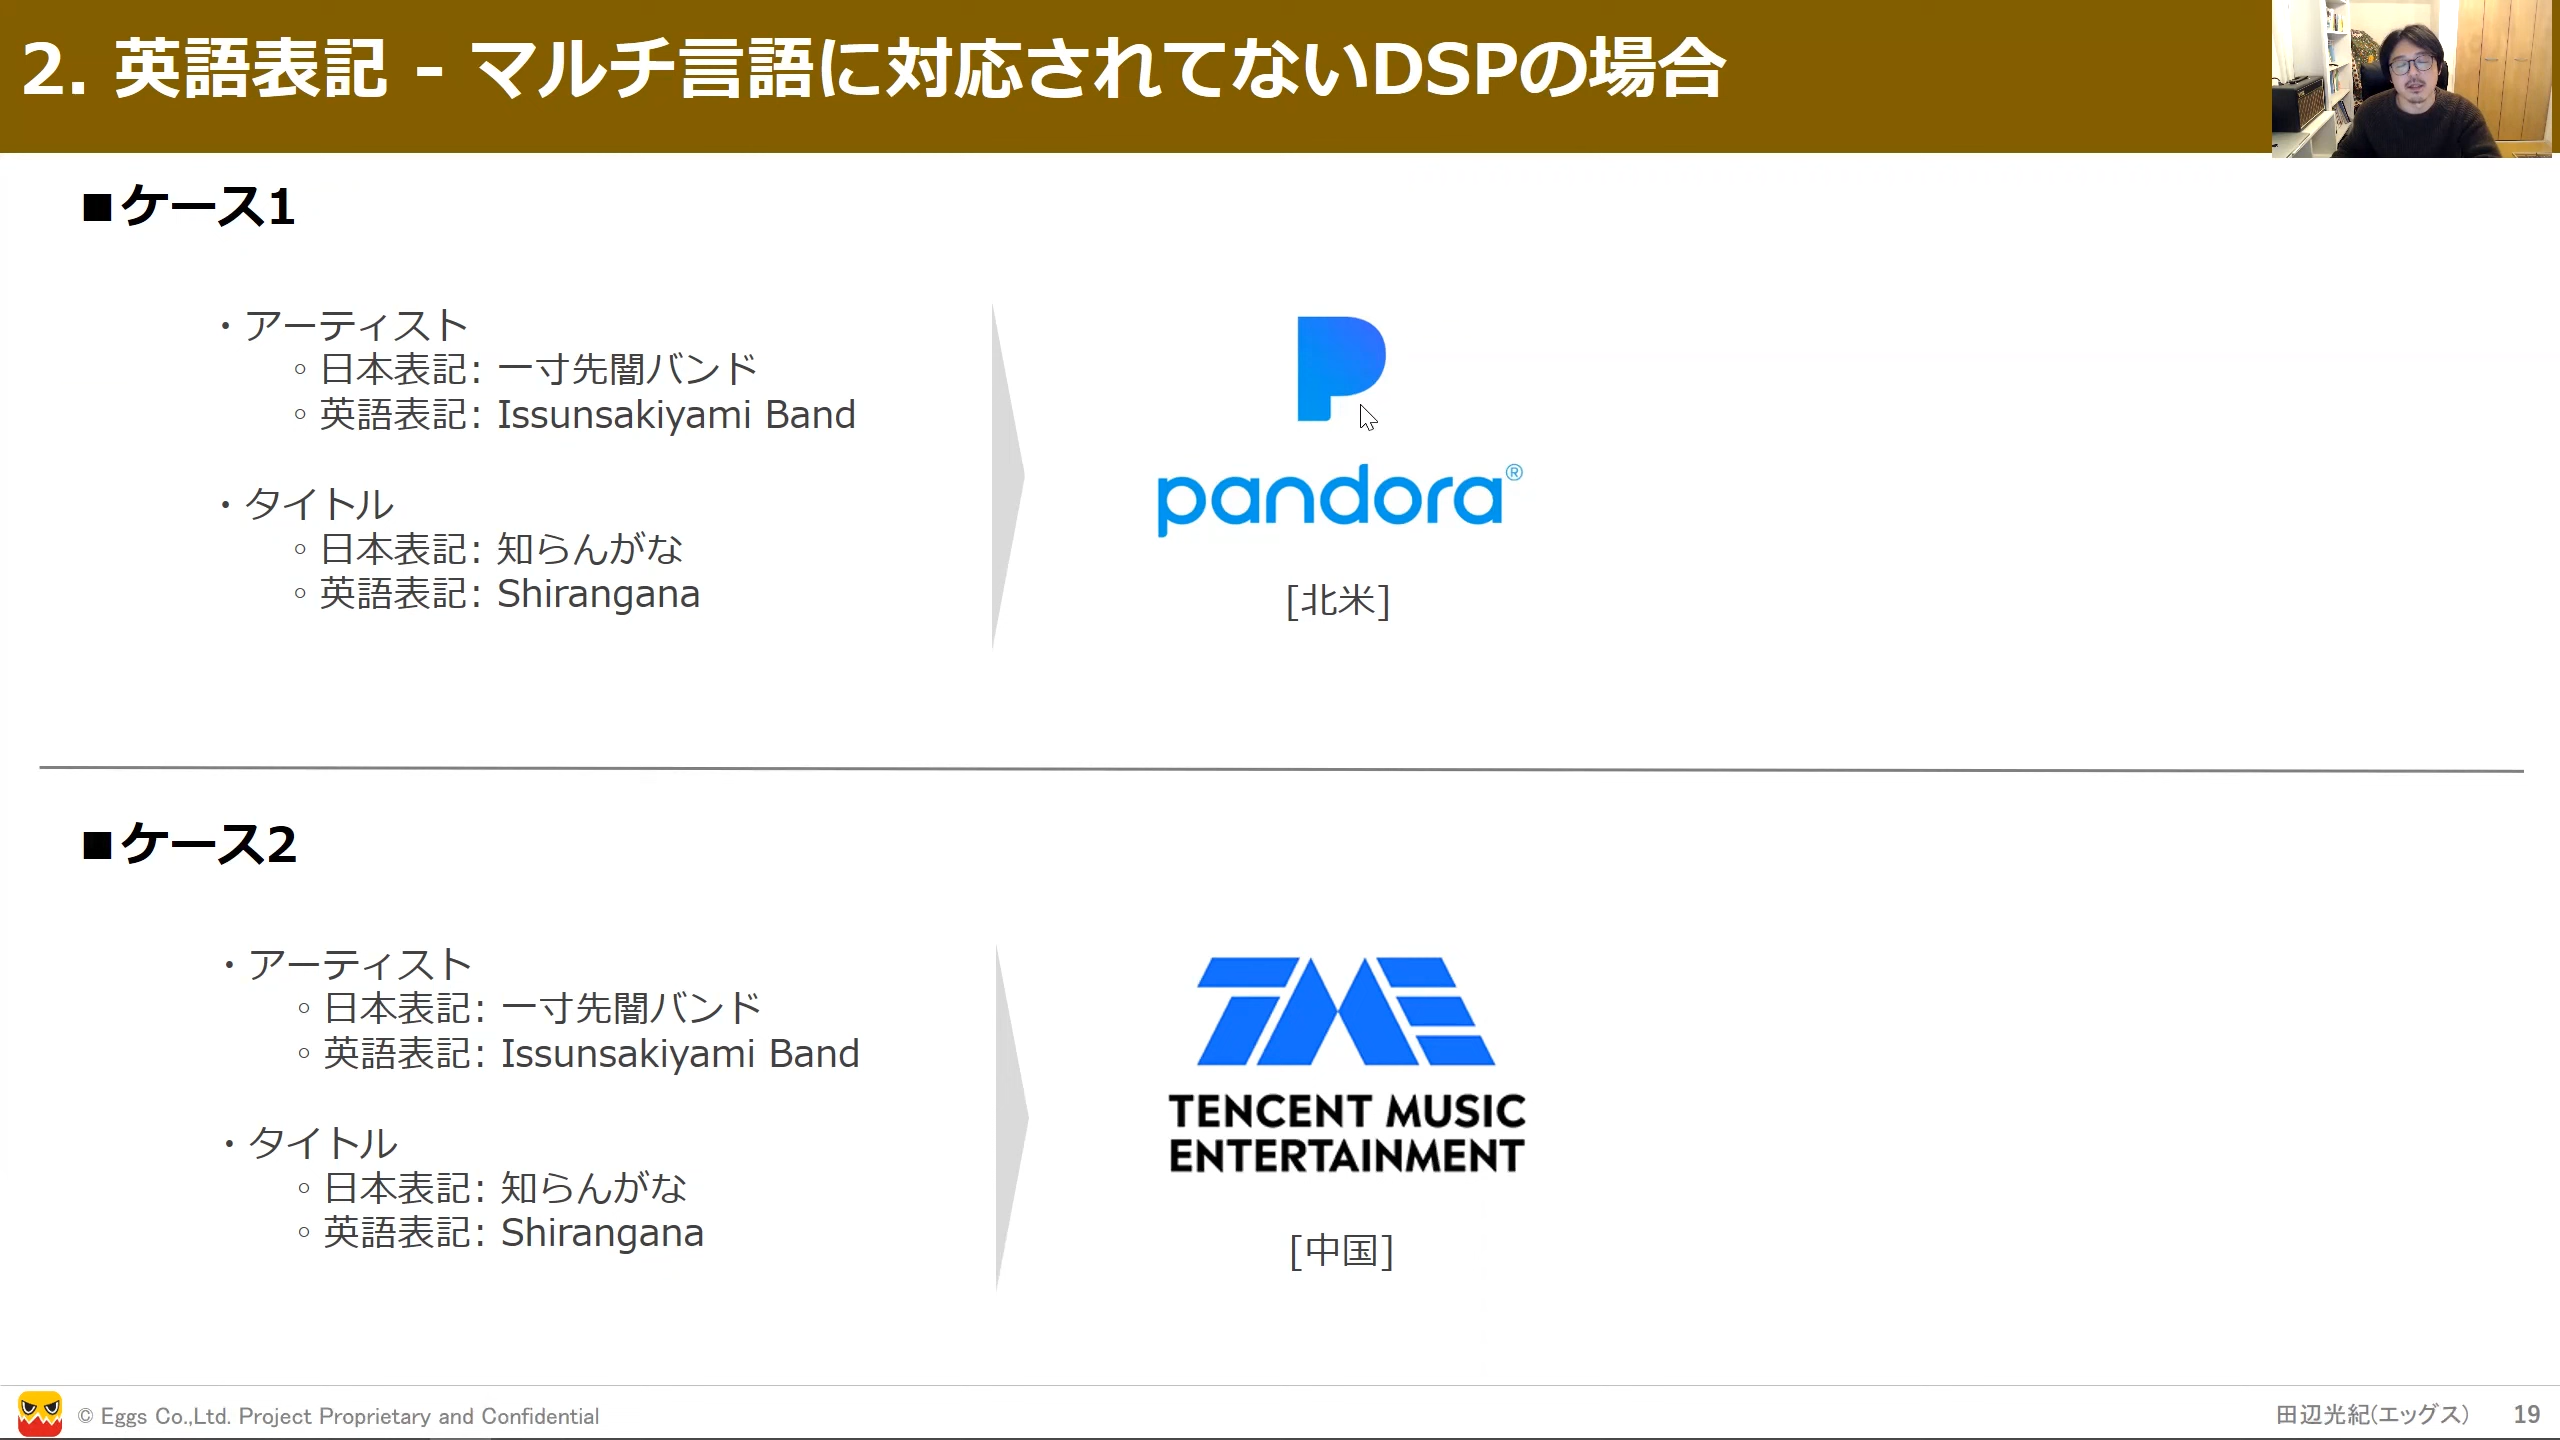 2. 英語表記 - マルチ言語に対応されてないDSPの場合
■ケース1
・アーティスト
◦ 日本表記: 一寸先闇バンド
◦ 英語表記: Issunsakiyami Band
・タイトル
◦ 日本表記: 知らんがな
◦ 英語表記: Shirangana
pandora®
[北米]
■ケース2
・アーティスト
◦ 日本表記: 一寸先闇バンド
◦ 英語表記: Issunsakiyami Band
・タイトル
◦ 日本表記: 知らんがな
◦ 英語表記: Shirangana
TME
TENCENT MUSIC
ENTERTAINMENT
[中国]
© Eggs Co.,Ltd. Project Proprietary and Confidential
田辺光紀(エッグス) 19